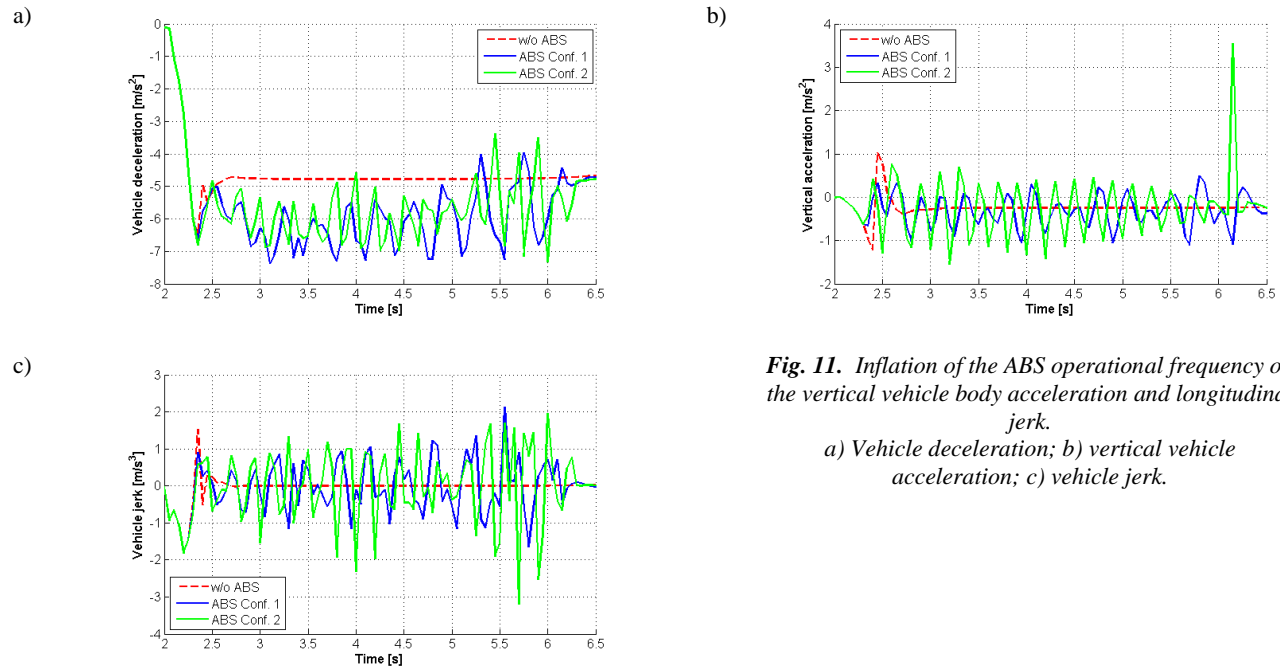 a)
0
-1
-2
-3
-4
-5
-6
-7
-8
Vehicle deceleration [m/s²]
w/o ABS
ABS Conf. 1
ABS Conf. 2
2 2.5 3 3.5 4 4.5 5 5.5 6 6.5
Time [s]
b)
4
3
2
1
0
-1
-2
Vertical accelration [m/s²]
w/o ABS
ABS Conf. 1
ABS Conf. 2
2 2.5 3 3.5 4 4.5 5 5.5 6 6.5
Time [s]
c)
3
2
1
0
-1
-2
-3
-4
Vehicle jerk [m/s³]
w/o ABS
ABS Conf. 1
ABS Conf. 2
2 2.5 3 3.5 4 4.5 5 5.5 6 6.5
Time [s]
Fig. 11. Inflation of the ABS operational frequency o
the vertical vehicle body acceleration and longitudina
jerk.
a) Vehicle deceleration; b) vertical vehicle
acceleration; c) vehicle jerk.